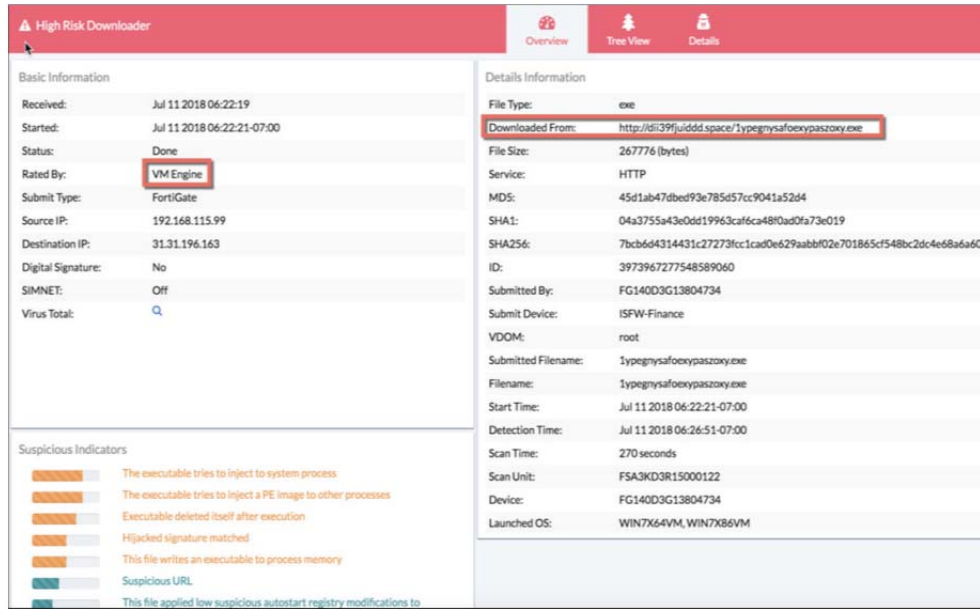 High Risk Downloader
Overview
Tree View
Details
Basic Information
Received: Jul 11 2018 06:22:19
Started: Jul 11 2018 06:22:21-07:00
Status: Done
Rated By: VM Engine
Submit Type: FortiGate
Source IP: 192.168.115.99
Destination IP: 31.31.196.163
Digital Signature: No
SIMNET: Off
Virus Total:
Suspicious Indicators
The executable tries to inject to system process
The executable tries to inject a PE image to other processes
Executable deleted itself after execution
Hijacked signature matched
This file writes an executable to process memory
Suspicious URL
This file applied low suspicious autostart registry modifications to
Details Information
File Type: exe
Downloaded From: http://dii39fjuiddd.space/1ypegnysafoexypaszoxy.exe
File Size: 267776 (bytes)
Service: HTTP
MD5: 45d1ab47dbed93e785d57cc9041a52d4
SHA1: 04a3755a43e0dd19963caf6ca48f0ad0fa73e019
SHA256: 7bcb6d4314431c27273fcc1cad0e629aabbf02e701865cf548bc2dc4e68a6a60
ID: 3973967277548589060
Submitted By: FG140D3G13804734
Submit Device: ISFW-Finance
VDOM: root
Submitted Filename: 1ypegnysafoexypaszoxy.exe
Filename: 1ypegnysafoexypaszoxy.exe
Start Time: Jul 11 2018 06:22:21-07:00
Detection Time: Jul 11 2018 06:26:51-07:00
Scan Time: 270 seconds
Scan Unit: FSA3KD3R15000122
Device: FG140D3G13804734
Launched OS: WIN7X64VM, WIN7X86VM